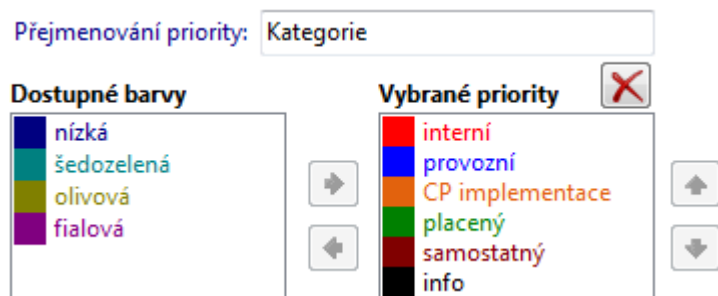 Přejmenování priority: Kategorie
Dostupné barvy
nízká
šedozelená
olivová
fialová
Vybrané priority
interní
provozní
CP implementace
placený
samostatný
info